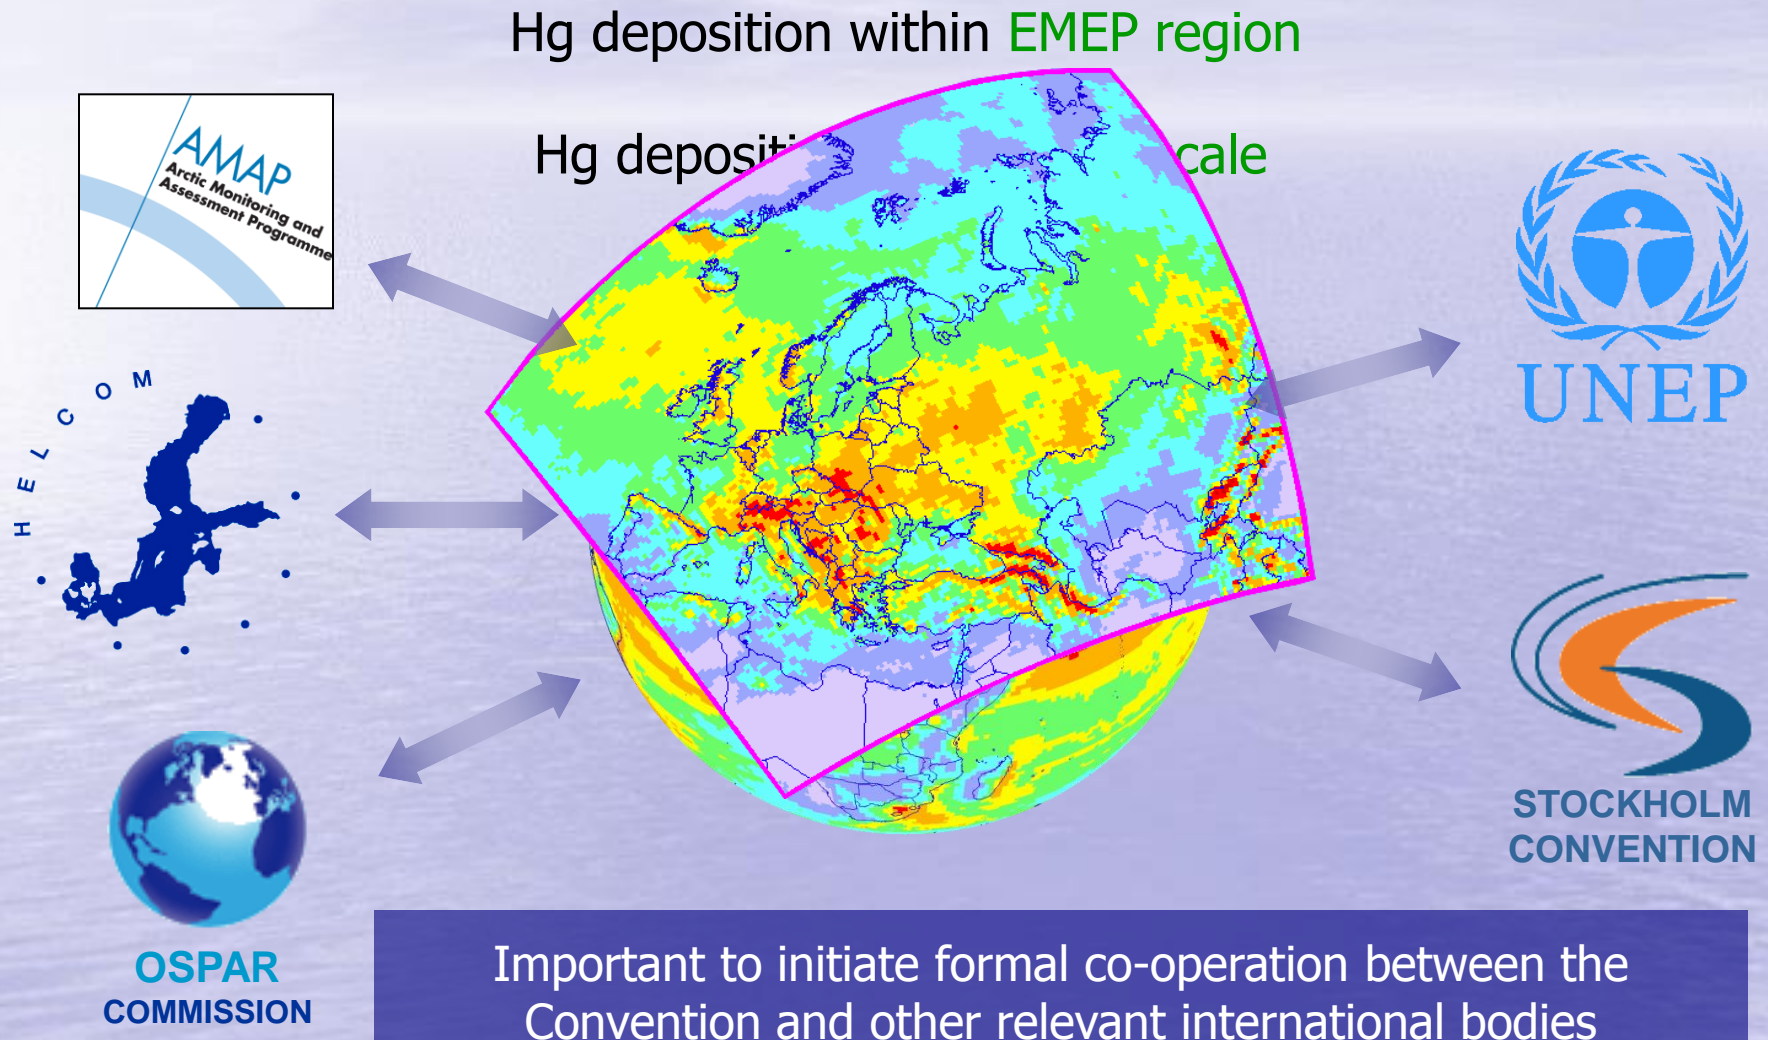 Hg deposition within EMEP region
Hg deposi cale
AMAP
Arctic Monitoring and
Assessment Programme
HELCOM
UNEP
STOCKHOLM
CONVENTION
OSPAR
COMMISSION
Important to initiate formal co-operation between the
Convention and other relevant international bodies